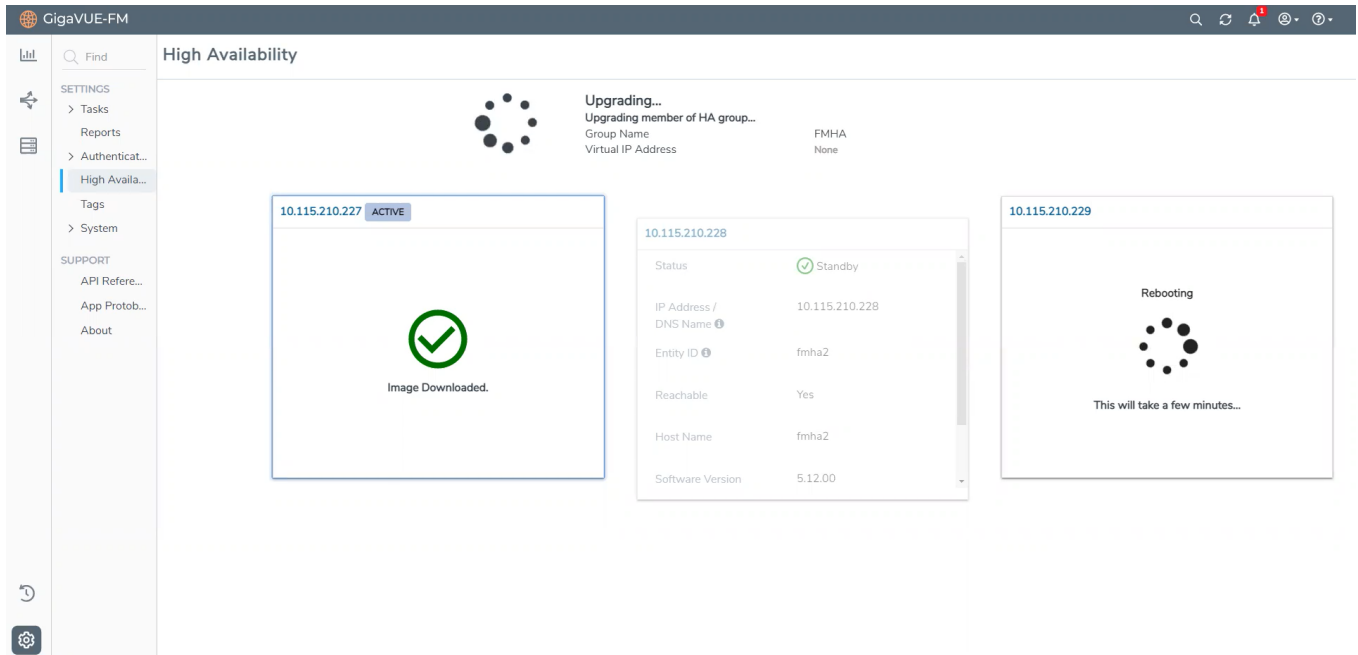 GigaVUE-FM
1
Find
High Availability
SETTINGS
Tasks
Reports
Authenticat...
High Availa...
Tags
System
SUPPORT
API Refere...
App Protob...
About
Upgrading...
Upgrading member of HA group...
Group Name FMHA
Virtual IP Address None
10.115.210.227 ACTIVE
Image Downloaded.
10.115.210.228
Status Standby
IP Address / 10.115.210.228
DNS Name
Entity ID fmha2
Reachable Yes
Host Name fmha2
Software Version 5.12.00
10.115.210.229
Rebooting
This will take a few minutes...